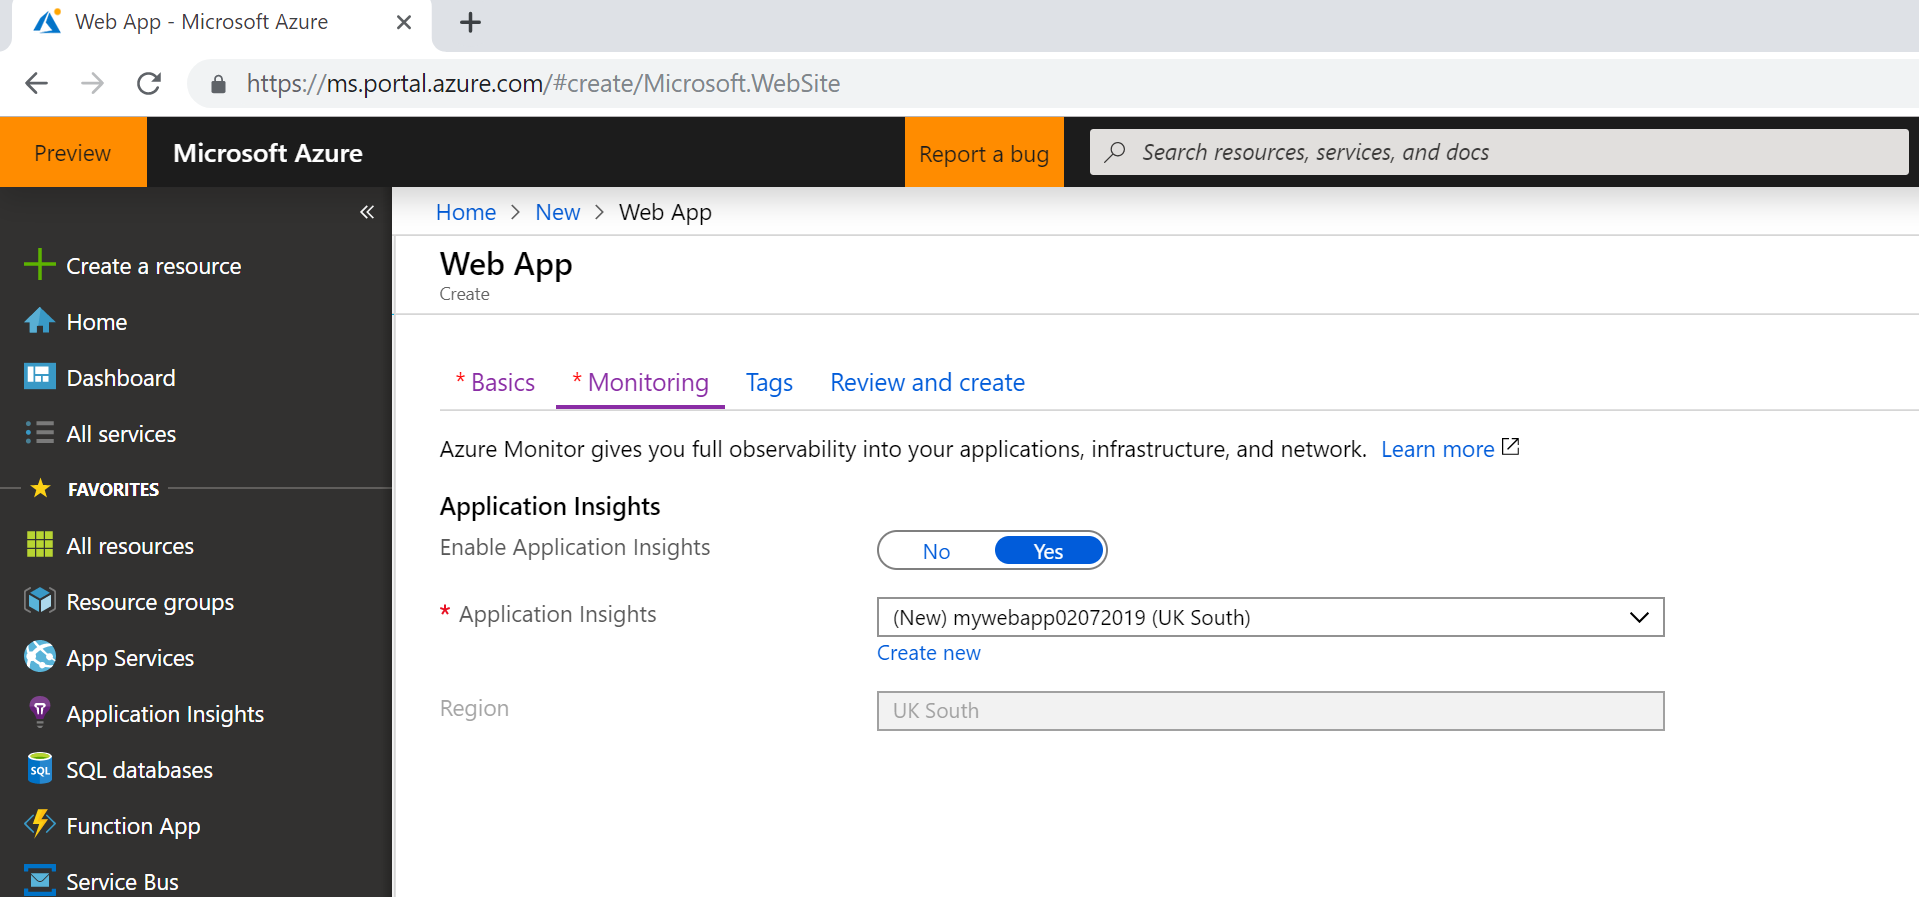 Web App - Microsoft Azure
https://ms.portal.azure.com/#create/Microsoft.WebSite
Preview
Microsoft Azure
Report a bug
Search resources, services, and docs
«
Create a resource
Home
Dashboard
All services
FAVORITES
All resources
Resource groups
App Services
Application Insights
SQL
SQL databases
Function App
Service Bus
Home > New > Web App
Web App
Create
* Basics * Monitoring Tags Review and create
Azure Monitor gives you full observability into your applications, infrastructure, and network. Learn more
Application Insights
Enable Application Insights No Yes
* Application Insights (New) mywebapp02072019 (UK South)
Create new
Region UK South